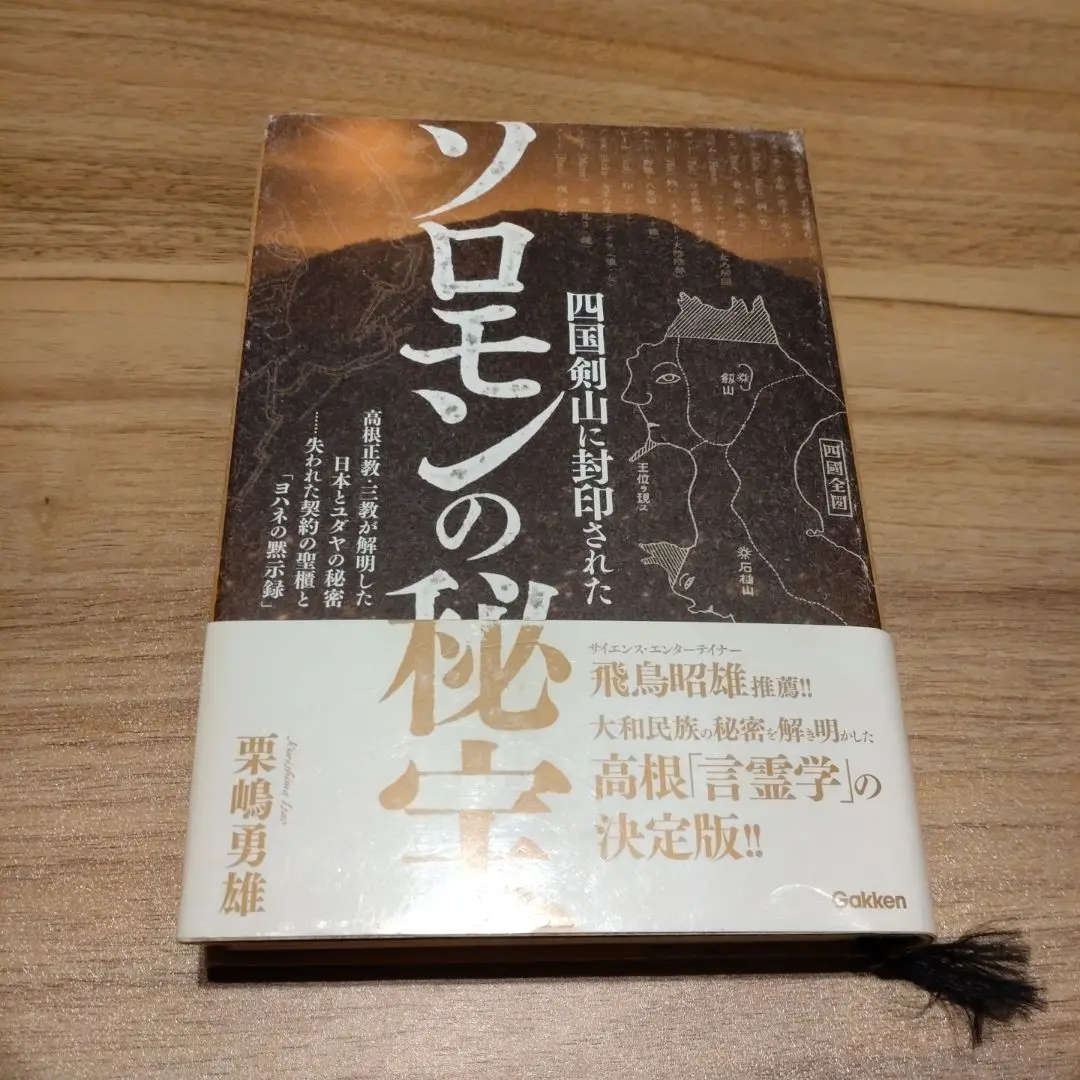 四国剣山に封印された
ソロモンの秘宝
高根正教・三教が解明した
日本とユダヤの秘密
……失われた契約の聖櫃と
「ヨハネの黙示録」
劔山
四國全圖
王位ヲ現ス
石槌山
サイエンス・エンターテイナー
飛鳥昭雄推薦!!
大和民族の秘密を解き明かした
高根「言霊学」の
決定版!!
栗嶋勇雄
Kurishima Isao
Gakken